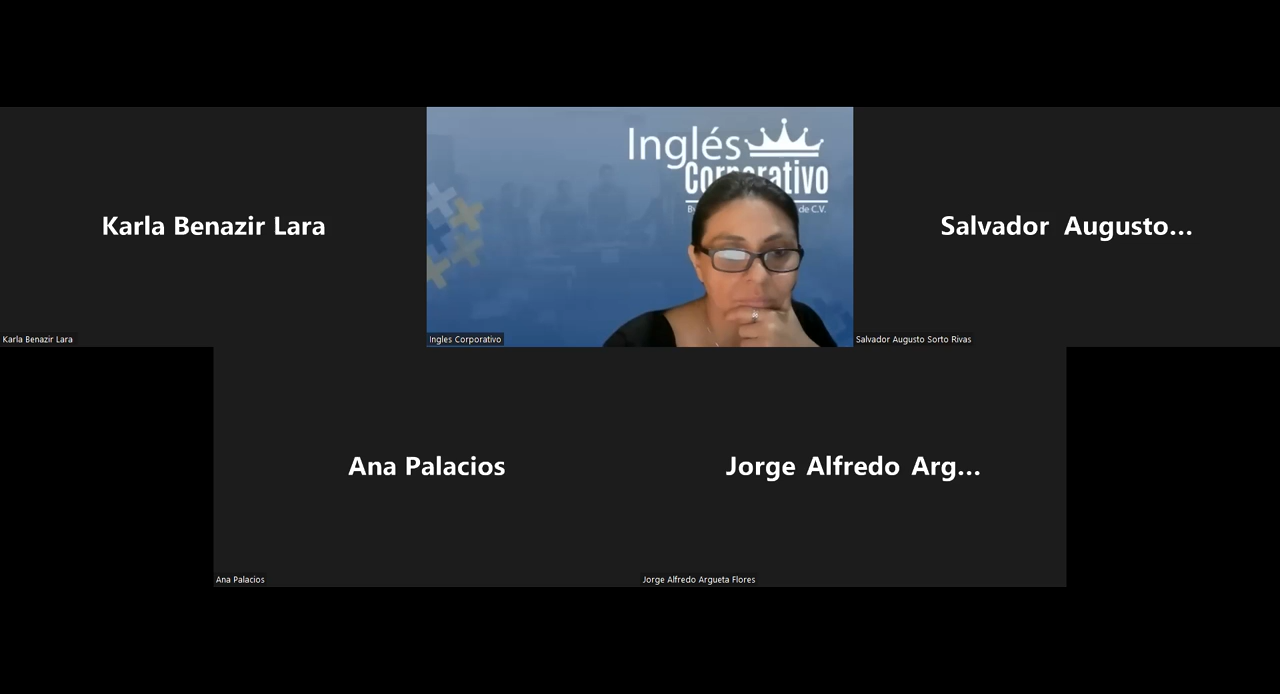 Karla Benazir Lara
Karla Benazir Lara
Inglés
Corporativo
de C.V.
Ingles Corporativo
Salvador Augusto...
Salvador Augusto Sorto Rivas
Ana Palacios
Ana Palacios
Jorge Alfredo Arg...
Jorge Alfredo Argueta Flores